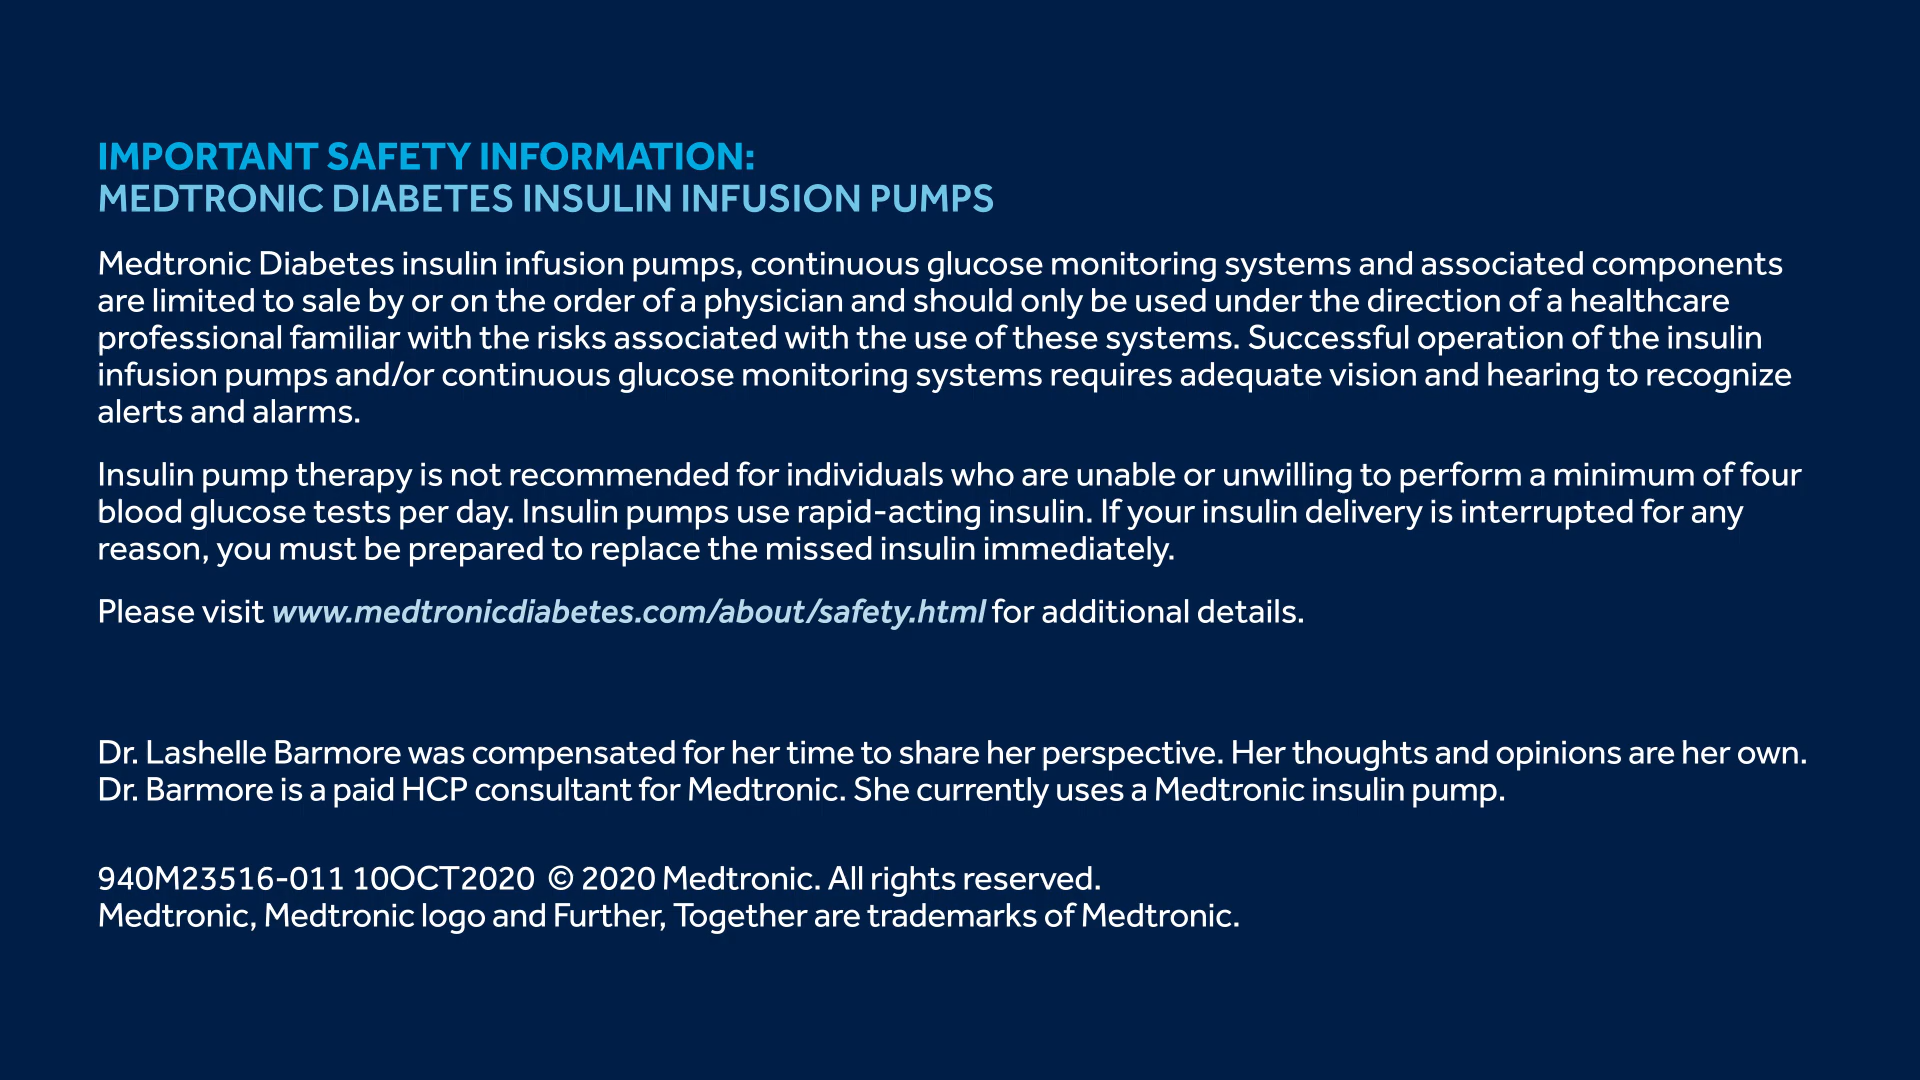 IMPORTANT SAFETY INFORMATION:
MEDTRONIC DIABETES INSULIN INFUSION PUMPS
Medtronic Diabetes insulin infusion pumps, continuous glucose monitoring systems and associated components
are limited to sale by or on the order of a physician and should only be used under the direction of a healthcare
professional familiar with the risks associated with the use of these systems. Successful operation of the insulin
infusion pumps and/or continuous glucose monitoring systems requires adequate vision and hearing to recognize
alerts and alarms.
Insulin pump therapy is not recommended for individuals who are unable or unwilling to perform a minimum of four
blood glucose tests per day. Insulin pumps use rapid-acting insulin. If your insulin delivery is interrupted for any
reason, you must be prepared to replace the missed insulin immediately.
Please visit www.medtronicdiabetes.com/about/safety.html for additional details.
Dr. Lashelle Barmore was compensated for her time to share her perspective. Her thoughts and opinions are her own.
Dr. Barmore is a paid HCP consultant for Medtronic. She currently uses a Medtronic insulin pump.
940M23516-011 10OCT2020 © 2020 Medtronic. All rights reserved.
Medtronic, Medtronic logo and Further, Together are trademarks of Medtronic.